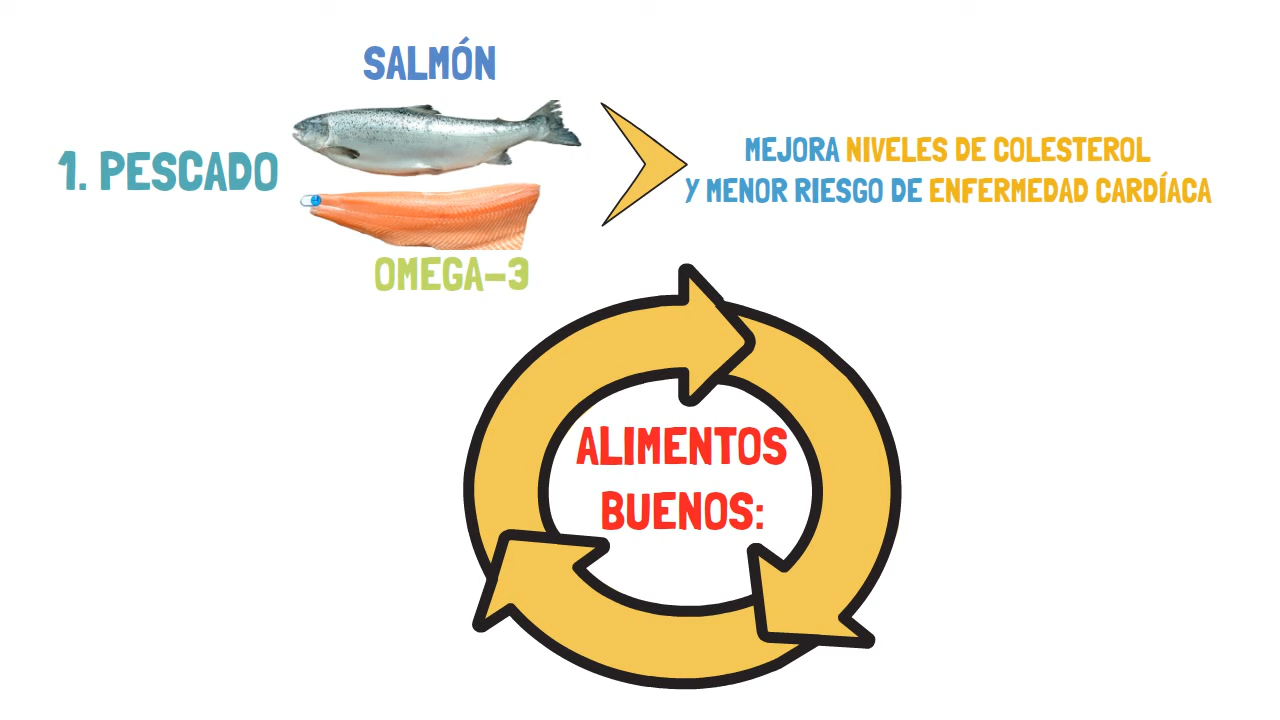 SALMÓN
1. PESCADO
OMEGA-3
MEJORA NIVELES DE COLESTEROL
Y MENOR RIESGO DE ENFERMEDAD CARDÍACA
ALIMENTOS
BUENOS: